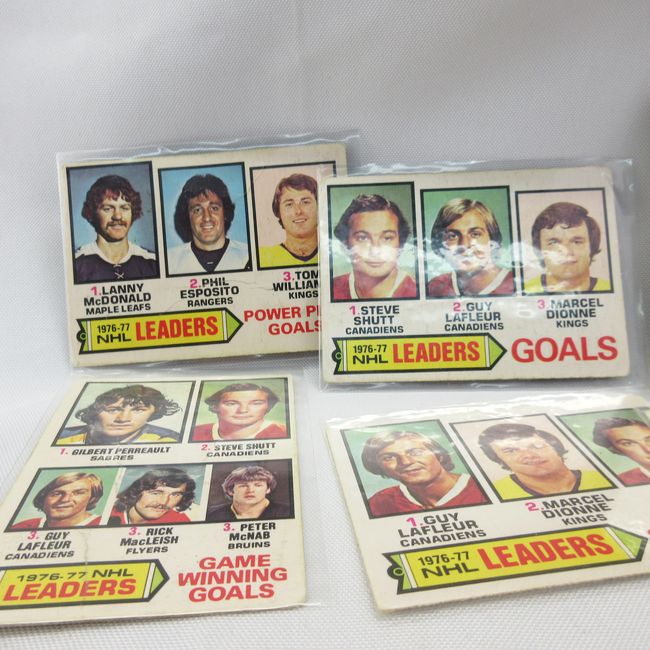 1. LANNY McDONALD
MAPLE LEAFS
2. PHIL ESPOSITO
RANGERS
3. TOM
KINGS
1976-77 NHL LEADERS
POWER
GOALS
1. STEVE SHUTT
CANADIENS
2. GUY LAFLEUR
CANADIENS
3. MARCEL DIONNE
KINGS
1976-77 NHL LEADERS
GOALS
1. GILBERT PERREAULT
SABRES
2. STEVE SHUTT
CANADIENS
3. GUY LAFLEUR
CANADIENS
3. RICK MacLEISH
FLYERS
3. PETER McNAB
BRUINS
1976-77 NHL
LEADERS
GAME
WINNING
GOALS
1. GUY LAFLEUR
CANADIENS
2. MARCEL DIONNE
KINGS
1976-77 NHL LEADERS